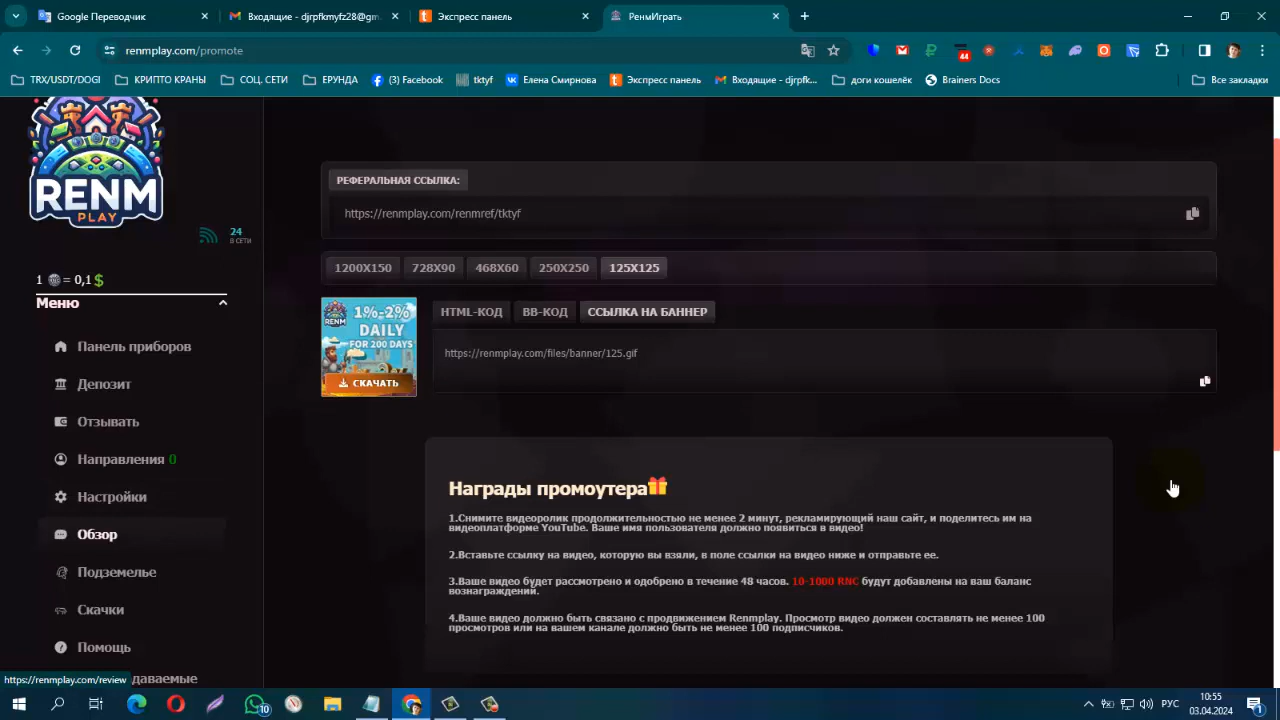 Google Переводчик
Входящие - djrpfkmyfz28@gm
Экспресс панель
РенмИграть
renmplay.com/promote
44
TRX/USDT/DOGI
КРИПТО КРАНЫ
СОЦ. СЕТИ
ЕРУНДА
(3) Facebook
tktyf
Елена Смирнова
Экспресс панель
Входящие - djrpfk...
доги кошелёк
Brainers Docs
Все закладки
RENM
PLAY
24
В СЕТИ
1 = 0,1 $
Меню
Панель приборов
Депозит
Отзывать
Направления 0
Настройки
Обзор
Подземелье
Скачки
Помощь
даваемые
https://renmplay.com/review
РЕФЕРАЛЬНАЯ ССЫЛКА:
https://renmplay.com/renmref/tktyf
1200X150
728X90
468X60
250X250
125X125
RENM
1%-2%
DAILY
FOR 200 DAYS
СКАЧАТЬ
HTML-КОД
BB-КОД
ССЫЛКА НА БАННЕР
https://renmplay.com/files/banner/125.gif
Награды промоутера
1.Снимите видеоролик продолжительностью не менее 2 минут, рекламирующий наш сайт, и поделитесь им на
видеоплатформе YouTube. Ваше имя пользователя должно появиться в видео!
2.Вставьте ссылку на видео, которую вы взяли, в поле ссылки на видео ниже и отправьте ее.
3.Ваше видео будет рассмотрено и одобрено в течение 48 часов. 10-1000 RNC будут добавлены на ваш баланс
вознаграждений.
4.Ваше видео должно быть связано с продвижением Renmplay. Просмотр видео должен составлять не менее 100
просмотров или на вашем канале должно быть не менее 100 подписчиков.
10
РУС
10:55
03.04.2024
1